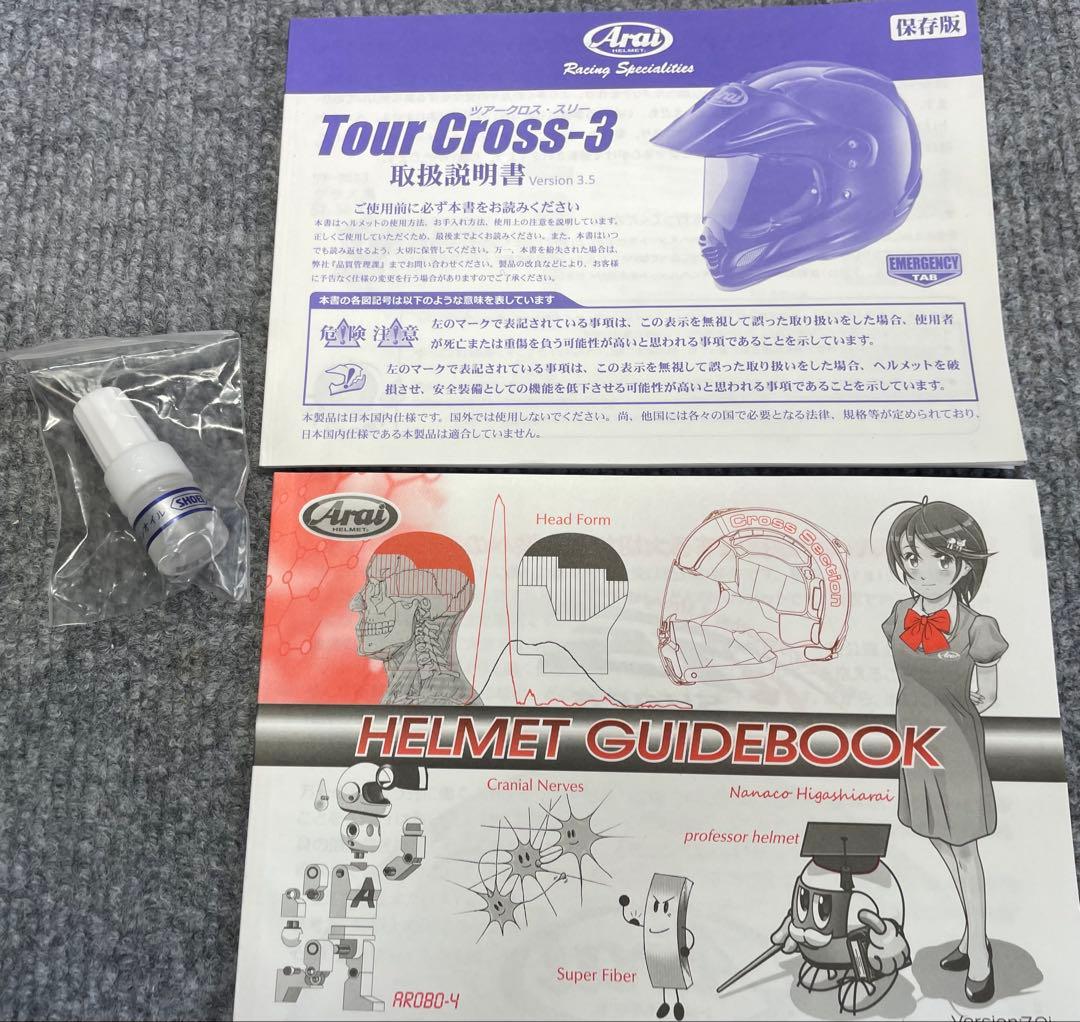 Arai
HELMET
Racing Specialities
保存版
ツアークロス・スリー
Tour Cross-3
取扱説明書 Version 3.5
ご使用前に必ず本書をお読みください
本書はヘルメットの使用方法、お手入れ方法、使用上の注意を説明しています。
正しくご使用していただくため、最後までよくお読みください。また、本書はいつ
でも読み返せるよう、大切に保管してください。万一、本書を紛失された場合は、
弊社『品質管理課』までお問い合わせください。製品の改良などにより、お客様
に予告なく仕様の変更を行う場合がありますのでご了承ください。
Arai
EMERGENCY
TAB
本書の各図記号は以下のような意味を表しています
危険 注意
左のマークで表記されている事項は、この表示を無視して誤った取り扱いをした場合、使用者
が死亡または重傷を負う可能性が高いと思われる事項であることを示しています。
左のマークで表記されている事項は、この表示を無視して誤った取り扱いをした場合、ヘルメットを破
損させ、安全装備としての機能を低下させる可能性が高いと思われる事項であることを示しています。
本製品は日本国内仕様です。国外では使用しないでください。尚、他国には各々の国で必要となる法律、規格等が定められており、
日本国内仕様である本製品は適合していません。
オイル SHOEI
Arai
HELMET
Head Form
Cross Section
Arai
HELMET GUIDEBOOK
Cranial Nerves
Nanaco Higashiarai
professor helmet
A
Super Fiber
AROBO-4
Version:7.0j